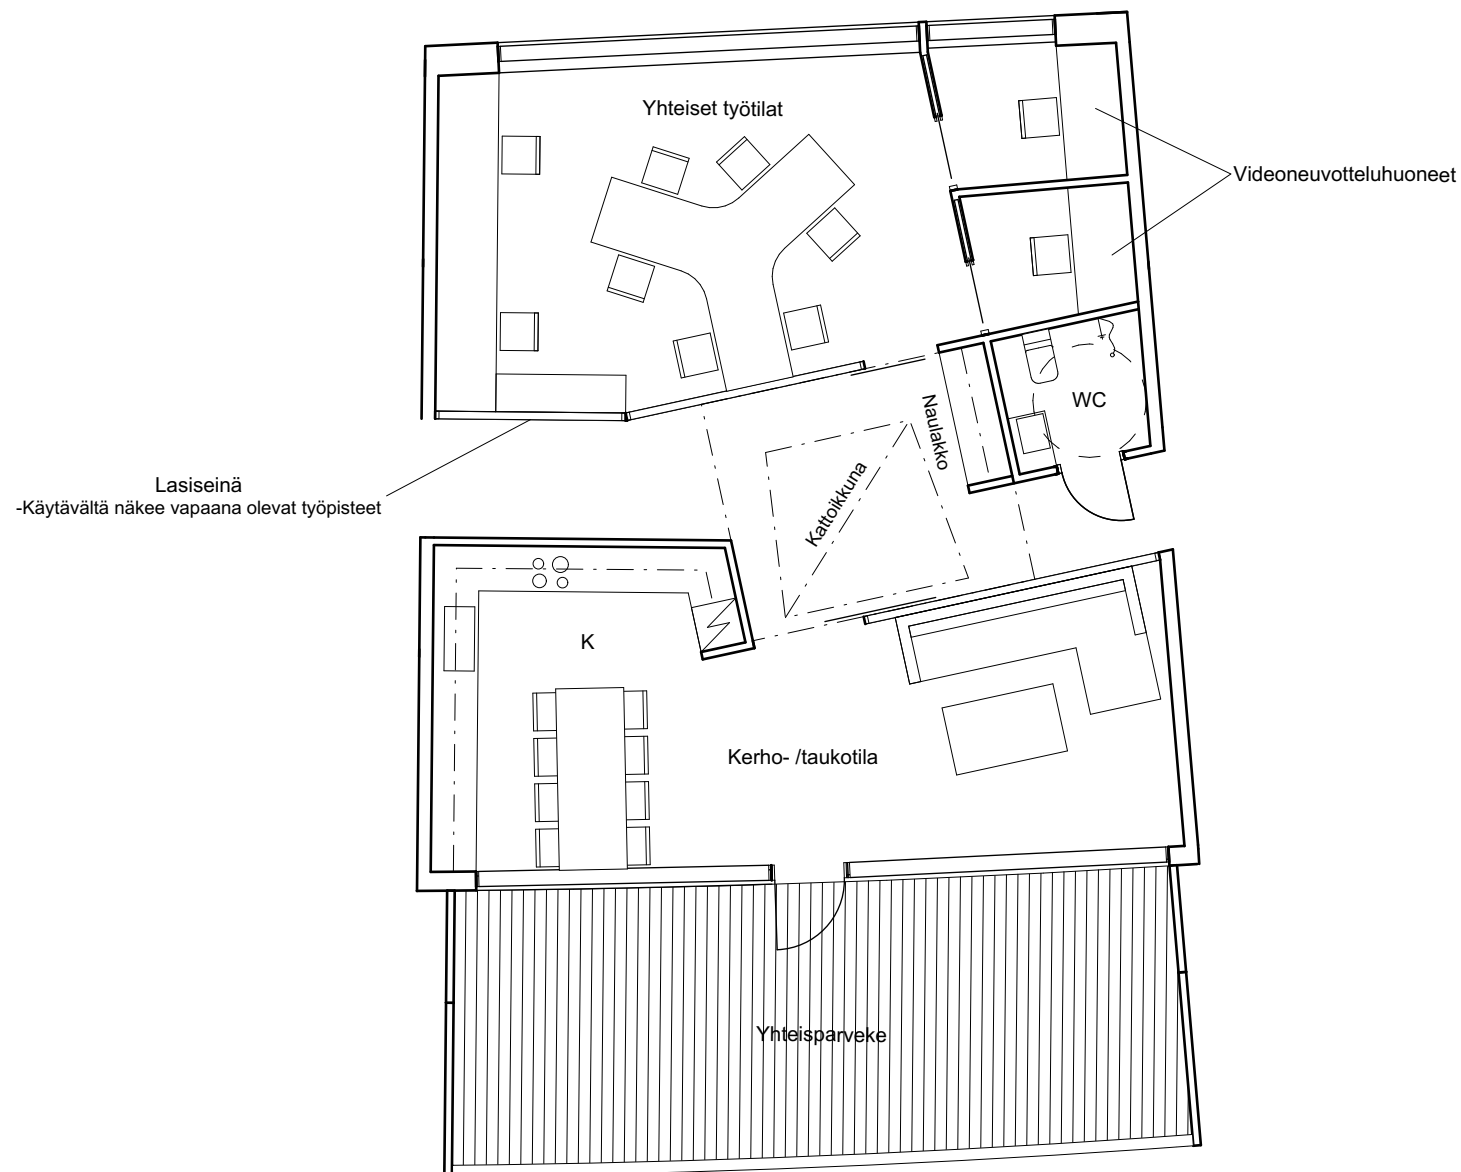 Yhteiset työtilat
Videoneuvotteluhuoneet
WC
Naulakko
Kattoikkuna
Lasiseinä
-Käytävältä näkee vapaana olevat työpisteet
K
Kerho- /taukotila
Yhteisparveke